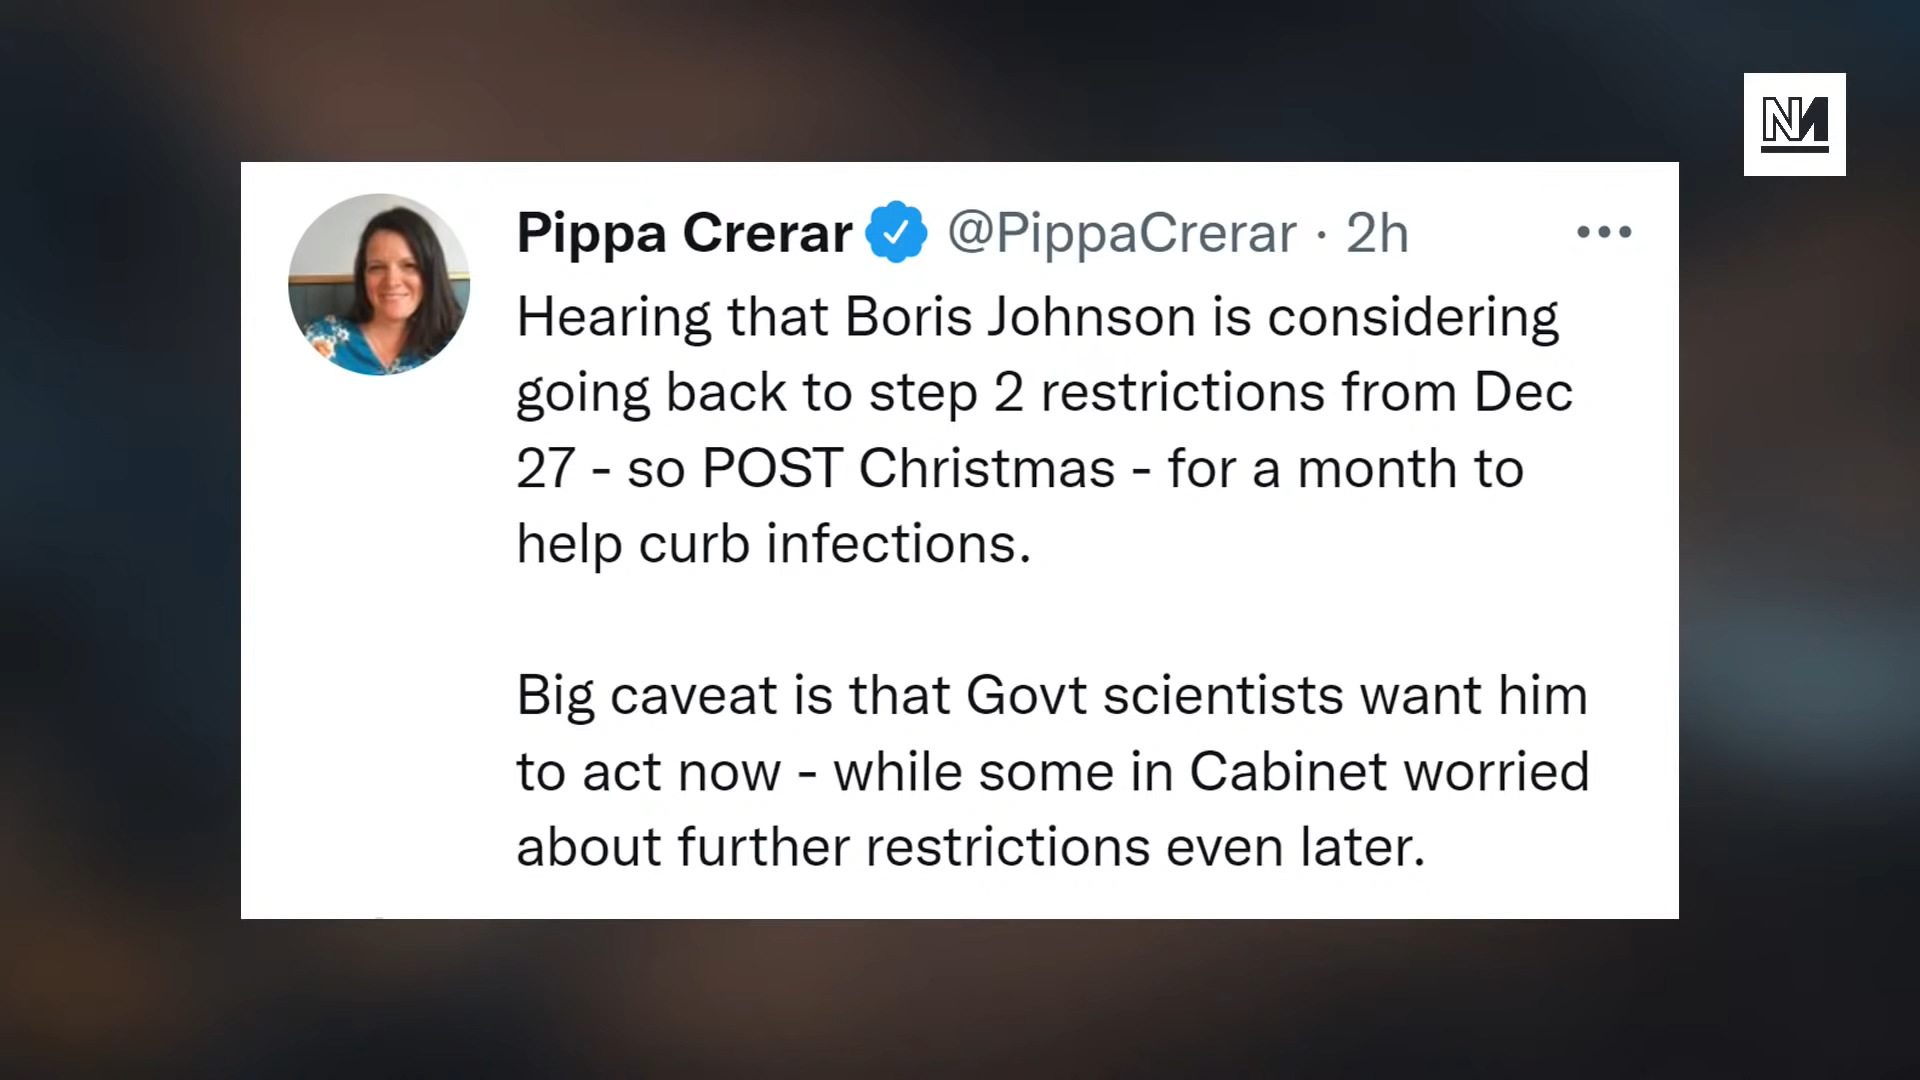 NM
Pippa Crerar @PippaCrerar · 2h
Hearing that Boris Johnson is considering
going back to step 2 restrictions from Dec
27 - so POST Christmas - for a month to
help curb infections.
Big caveat is that Govt scientists want him
to act now - while some in Cabinet worried
about further restrictions even later.